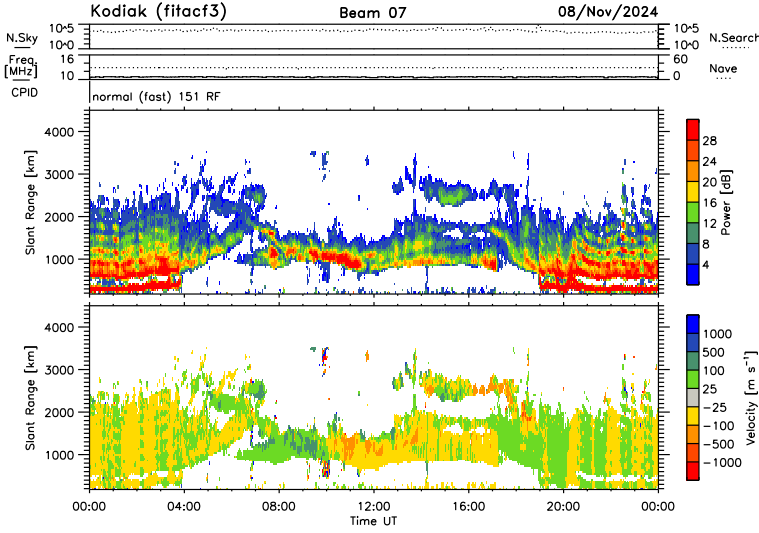 Kodiak (fitacf3) Beam 07 08/Nov/2024
N.Sky 10^5 10^5 N.Search
10^0 10^0
Freq. 16 60 Nave
[MHz] 10 0
CPID normal (fast) 151 RF
Slant Range [km]
4000
3000
2000
1000
28
24
20
16
12
8
4
Power [dB]
Slant Range [km]
4000
3000
2000
1000
1000
500
100
25
-25
-100
-500
-1000
Velocity [m s⁻¹]
00:00 04:00 08:00 12:00 16:00 20:00 00:00
Time UT